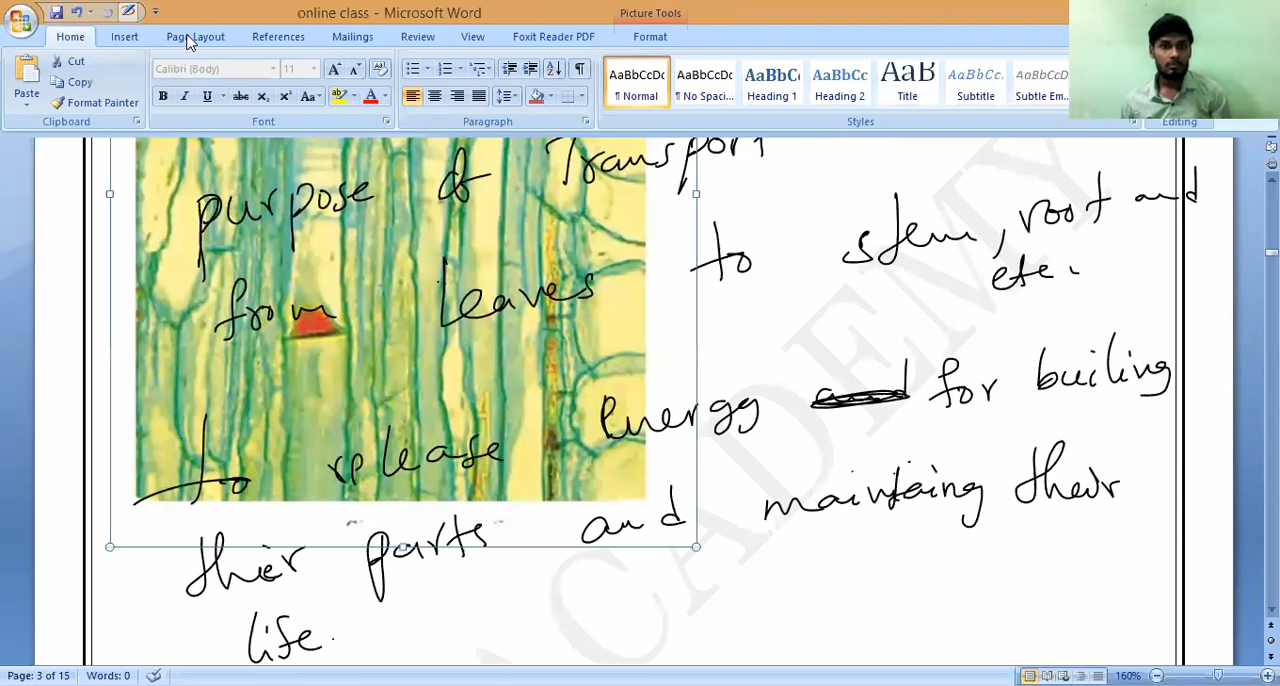 online class - Microsoft Word
Picture Tools
Home Insert Page Layout References Mailings Review View Foxit Reader PDF Format
Paste
Cut
Copy
Format Painter
Calibri (Body) 11
AaBbCcDc AaBbCcDc AaBbC AaBbCc AaB AaBbCc. AaBbCcDc
¶ Normal ¶ No Spaci... Heading 1 Heading 2 Title Subtitle Subtle Em...
Clipboard Font Paragraph Styles Editing
purpose of Transport
from Leaves to stem, root and
etc.
to release energy for builing
their parts and maintaing their
life.
ACADEMY
Page: 3 of 15 Words: 0 160%